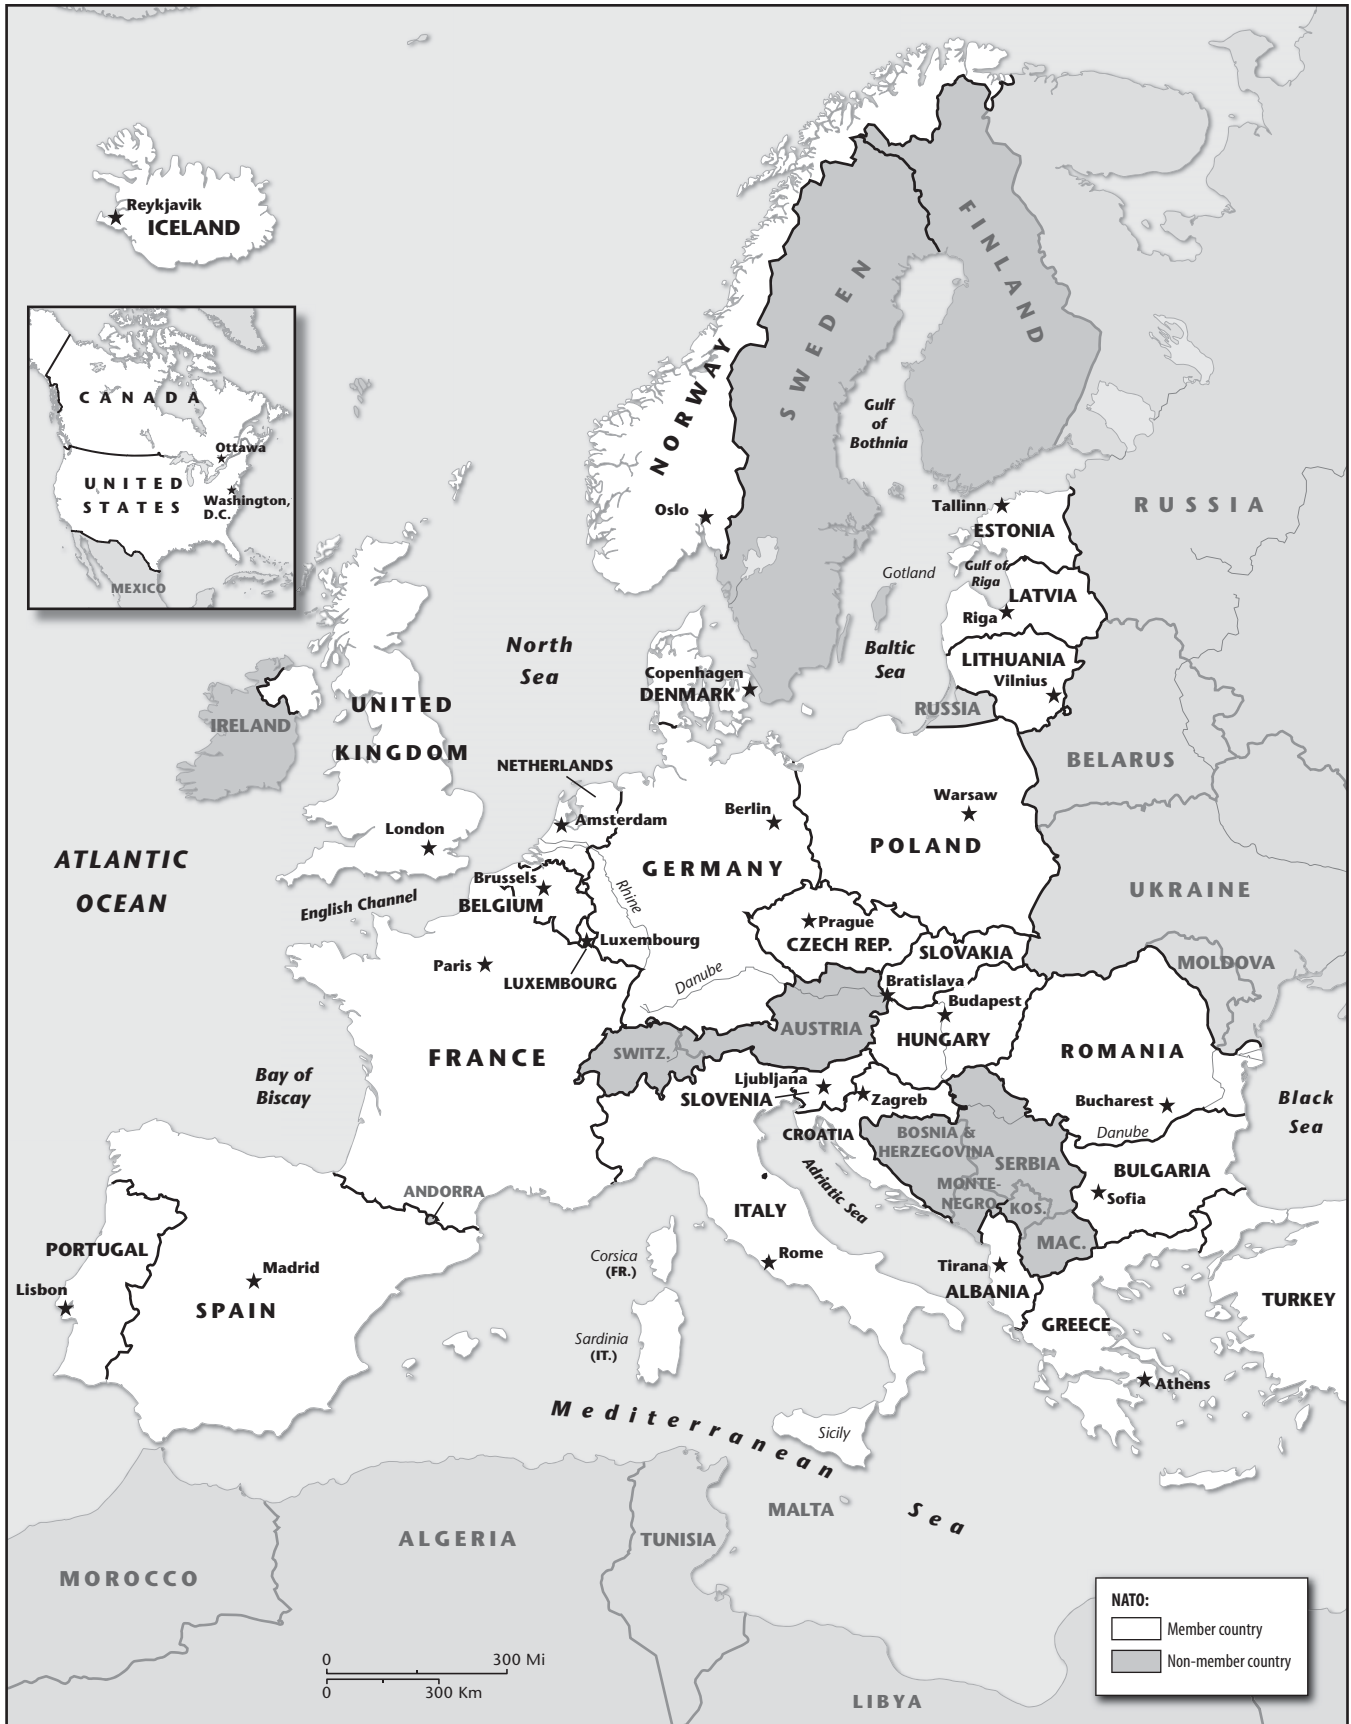 Reykjavik
ICELAND
CANADA
Ottawa
UNITED
STATES
Washington,
D.C.
MEXICO
NORWAY
SWEDEN
FINLAND
Gulf
of
Bothnia
Oslo
Tallinn
ESTONIA
RUSSIA
Gotland
Gulf of
Riga
LATVIA
Riga
North
Sea
Baltic
Sea
LITHUANIA
Vilnius
Copenhagen
DENMARK
RUSSIA
IRELAND
UNITED
KINGDOM
BELARUS
NETHERLANDS
Amsterdam
Berlin
Warsaw
London
POLAND
ATLANTIC
OCEAN
GERMANY
Brussels
BELGIUM
Rhine
UKRAINE
English Channel
Prague
CZECH REP.
Luxembourg
LUXEMBOURG
SLOVAKIA
Paris
Danube
Bratislava
MOLDOVA
Budapest
AUSTRIA
HUNGARY
FRANCE
SWITZ.
ROMANIA
Bay of
Biscay
Ljubljana
SLOVENIA
Zagreb
Bucharest
Black
Sea
CROATIA
BOSNIA &
HERZEGOVINA
Danube
SERBIA
BULGARIA
Adriatic Sea
MONTE-
NEGRO
KOS.
Sofia
ANDORRA
ITALY
MAC.
PORTUGAL
Corsica
(FR.)
Rome
Tirana
ALBANIA
Madrid
Lisbon
SPAIN
TURKEY
GREECE
Sardinia
(IT.)
Athens
Mediterranean
Sea
Sicily
MALTA
ALGERIA
TUNISIA
MOROCCO
LIBYA
0 300 Mi
0 300 Km
NATO:
Member country
Non-member country